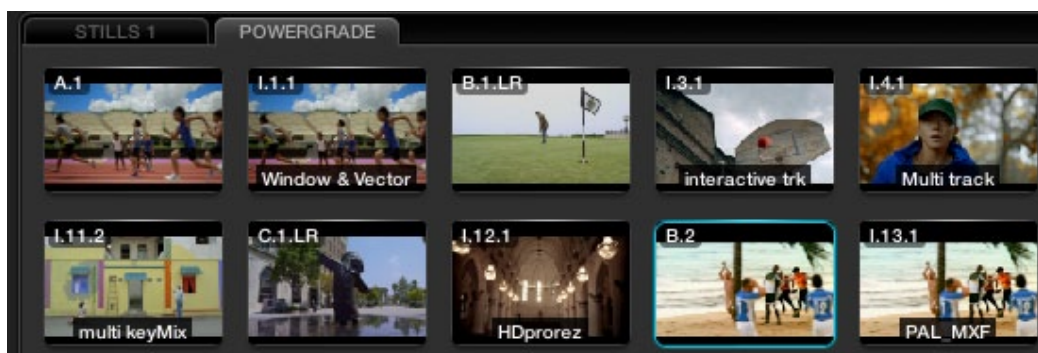 STILLS 1
POWERGRADE
A.1
I.1.1
Window & Vector
B.1.LR
I.3.1
interactive trk
I.4.1
Multi track
I.11.2
multi keyMix
C.1.LR
I.12.1
HDprorez
B.2
I.13.1
PAL_MXF